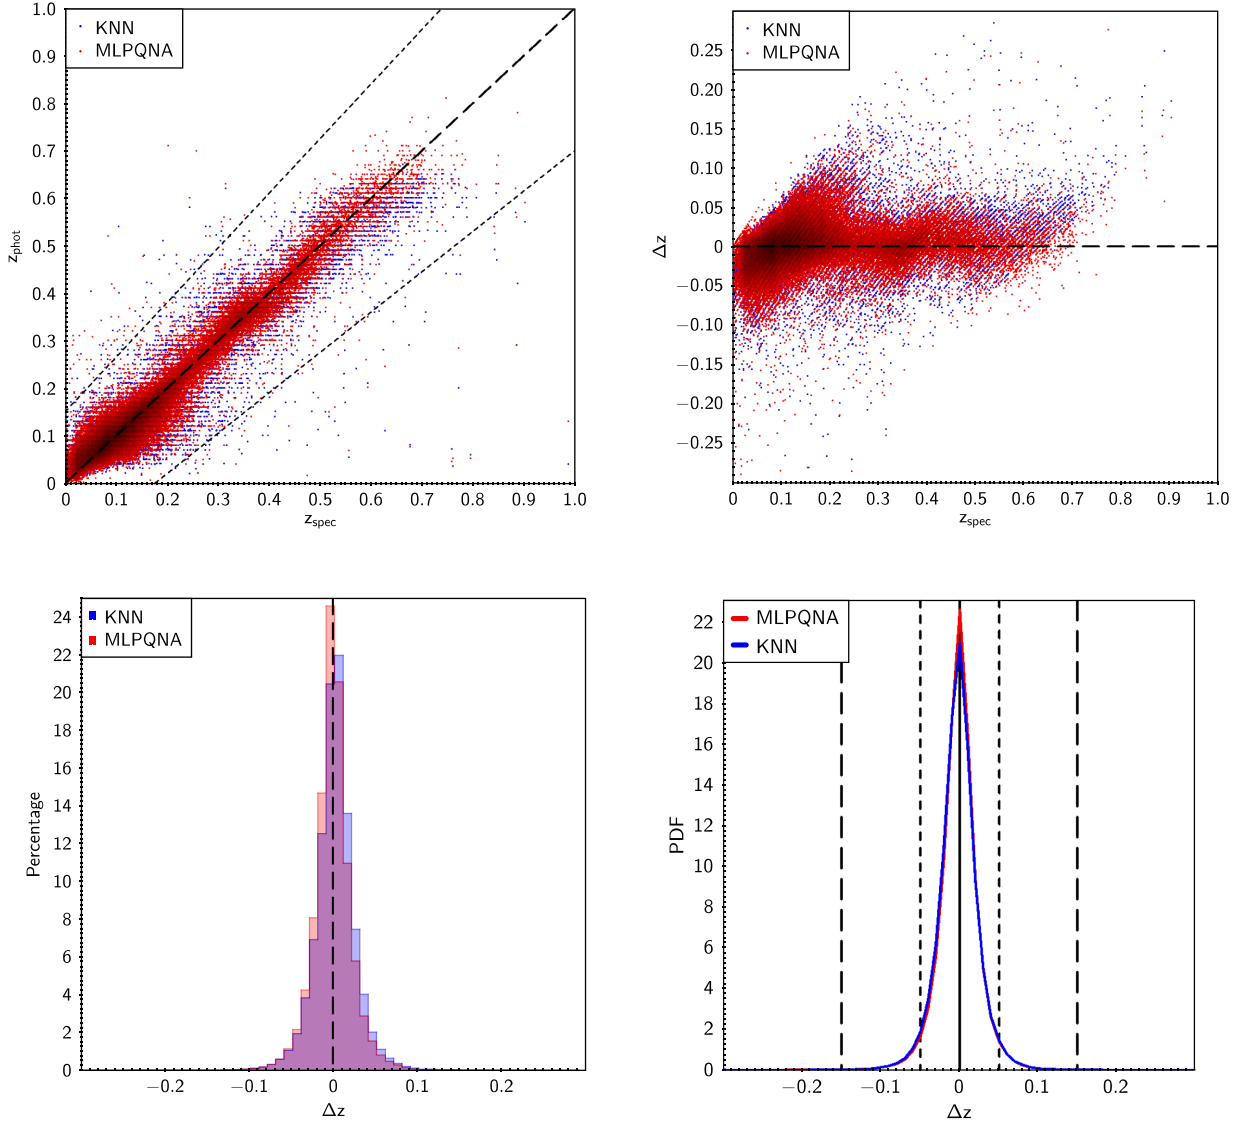 KNN
MLPQNA
1.0
0.9
0.8
0.7
0.6
0.5
0.4
0.3
0.2
0.1
0
z_phot
0 0.1 0.2 0.3 0.4 0.5 0.6 0.7 0.8 0.9 1.0
z_spec
KNN
MLPQNA
0.25
0.20
0.15
0.10
0.05
0
−0.05
−0.10
−0.15
−0.20
−0.25
Δz
0 0.1 0.2 0.3 0.4 0.5 0.6 0.7 0.8 0.9 1.0
z_spec
KNN
MLPQNA
24
22
20
18
16
14
12
10
8
6
4
2
0
Percentage
−0.2 −0.1 0 0.1 0.2
Δz
MLPQNA
KNN
22
20
18
16
14
12
10
8
6
4
2
0
PDF
−0.2 −0.1 0 0.1 0.2
Δz